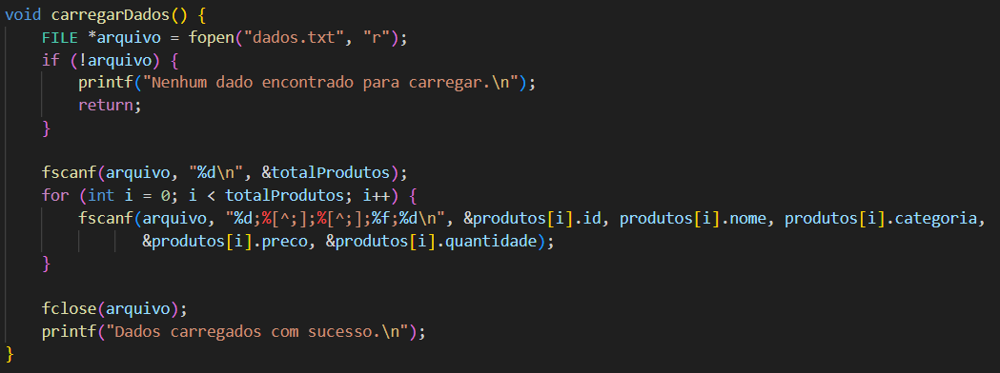 void carregarDados() {
    FILE *arquivo = fopen("dados.txt", "r");
    if (!arquivo) {
        printf("Nenhum dado encontrado para carregar.\n");
        return;
    }

    fscanf(arquivo, "%d\n", &totalProdutos);
    for (int i = 0; i < totalProdutos; i++) {
        fscanf(arquivo, "%d;%[^;];%[^;];%f;%d\n", &produtos[i].id, produtos[i].nome, produtos[i].categoria,
               &produtos[i].preco, &produtos[i].quantidade);
    }

    fclose(arquivo);
    printf("Dados carregados com sucesso.\n");
}